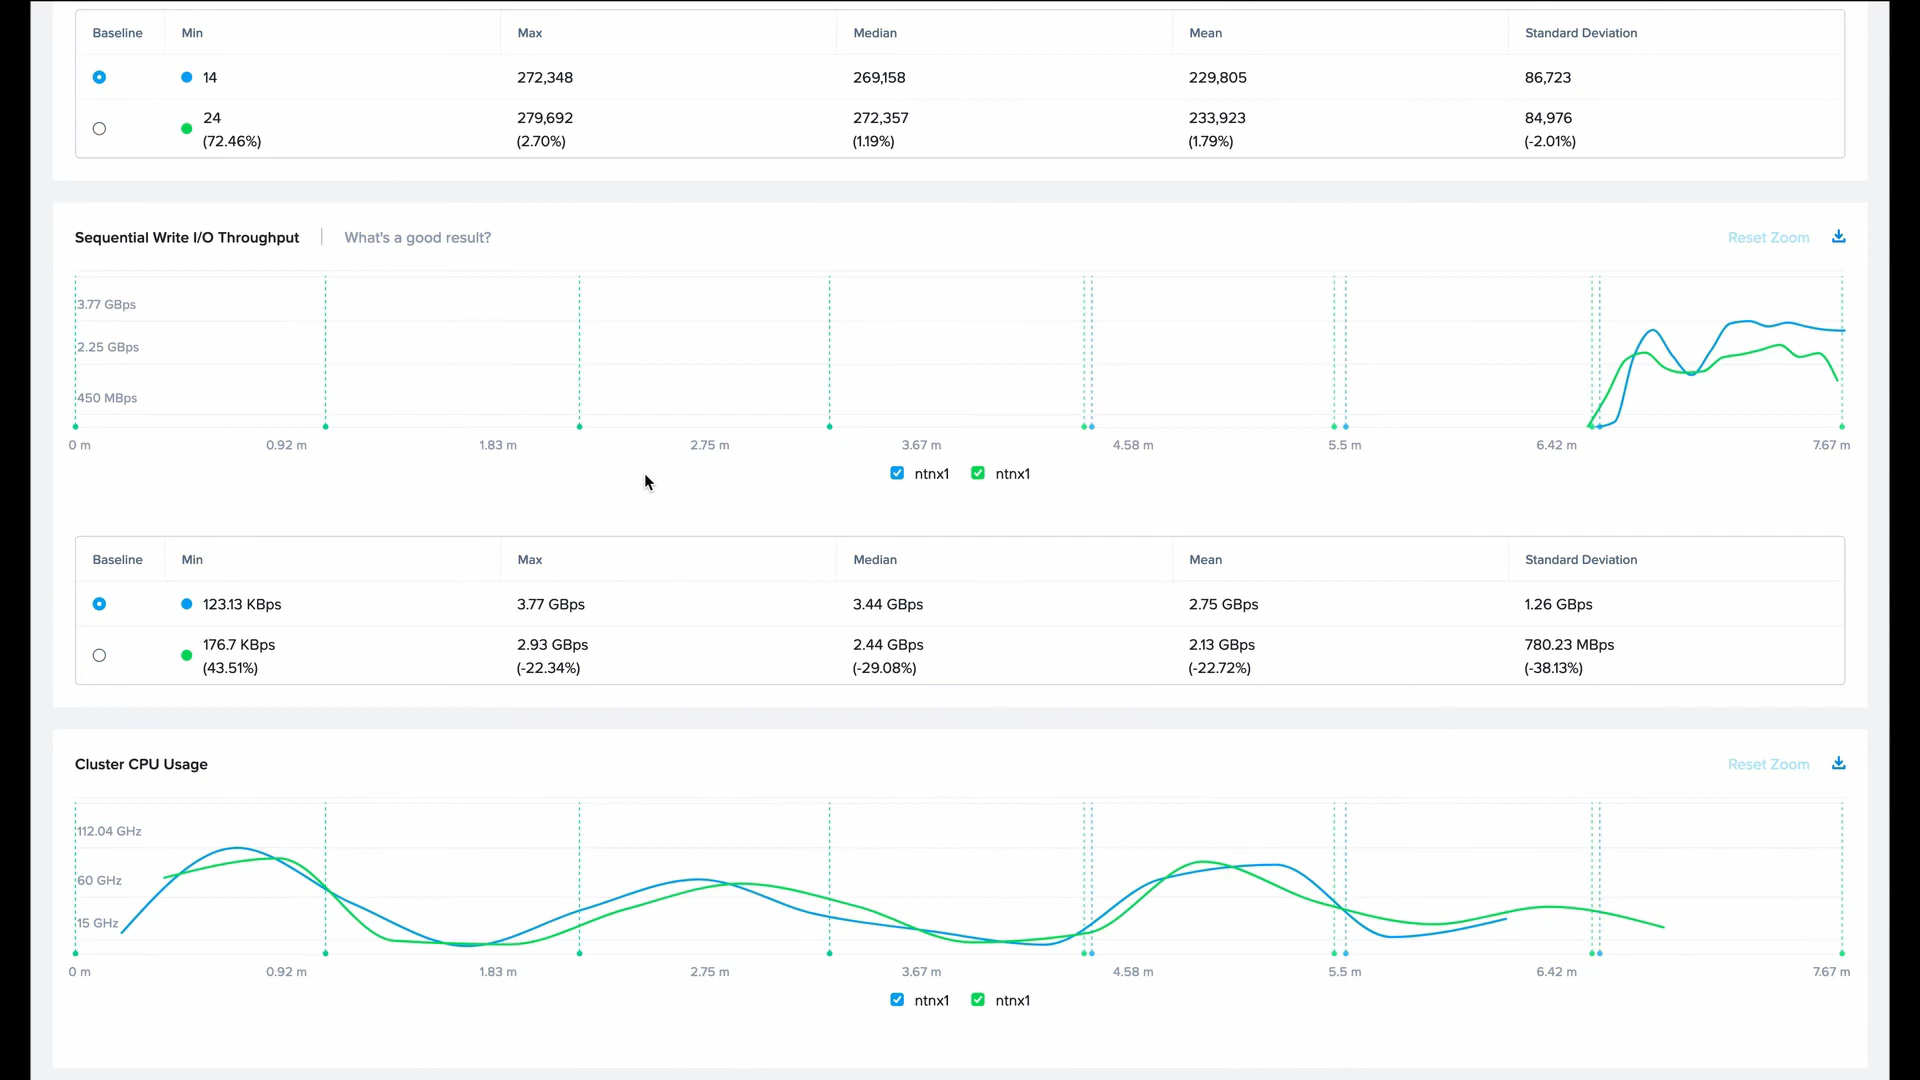 Baseline Min Max Median Mean Standard Deviation
14 272,348 269,158 229,805 86,723
24 279,692 272,357 233,923 84,976
(72.46%) (2.70%) (1.19%) (1.79%) (-2.01%)
Sequential Write I/O Throughput What's a good result? Reset Zoom
3.77 GBps
2.25 GBps
450 MBps
0 m 0.92 m 1.83 m 2.75 m 3.67 m 4.58 m 5.5 m 6.42 m 7.67 m
ntnx1 ntnx1
Baseline Min Max Median Mean Standard Deviation
123.13 KBps 3.77 GBps 3.44 GBps 2.75 GBps 1.26 GBps
176.7 KBps 2.93 GBps 2.44 GBps 2.13 GBps 780.23 MBps
(43.51%) (-22.34%) (-29.08%) (-22.72%) (-38.13%)
Cluster CPU Usage Reset Zoom
112.04 GHz
60 GHz
15 GHz
0 m 0.92 m 1.83 m 2.75 m 3.67 m 4.58 m 5.5 m 6.42 m 7.67 m
ntnx1 ntnx1